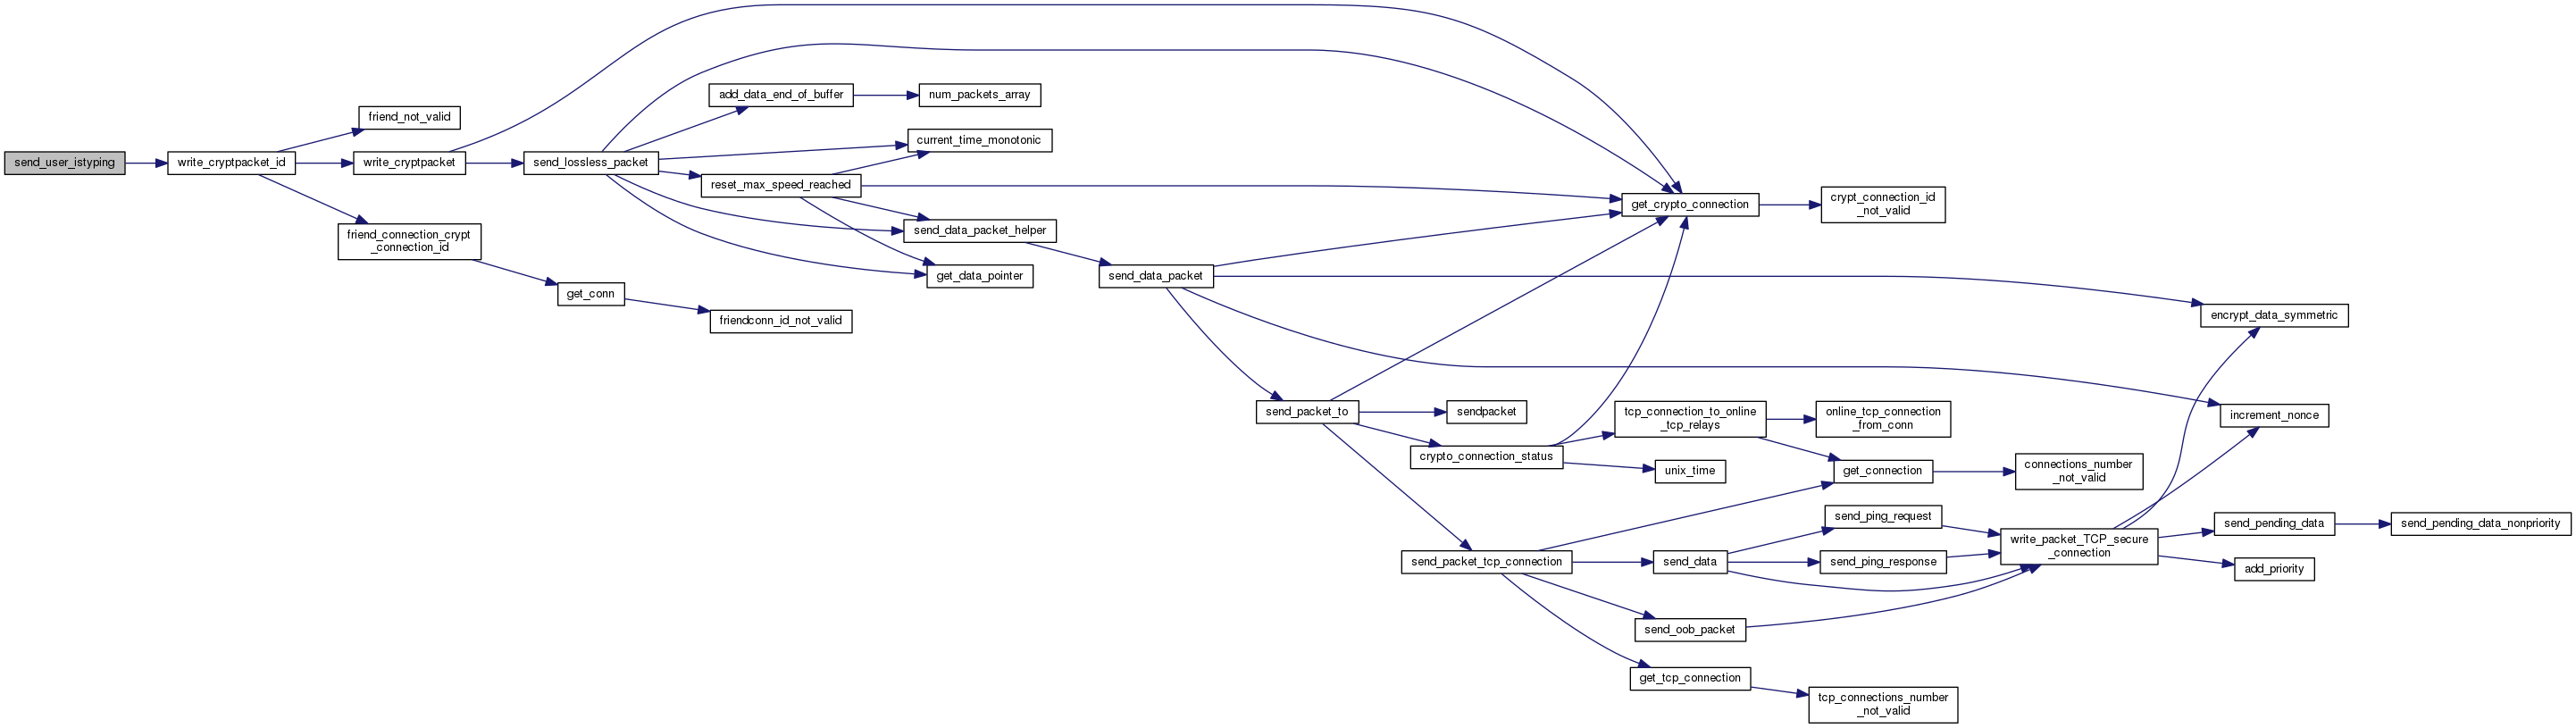 send_user_istyping
write_cryptpacket_id
friend_not_valid
write_cryptpacket
friend_connection_crypt
_connection_id
send_lossless_packet
get_conn
add_data_end_of_buffer
reset_max_speed_reached
friendconn_id_not_valid
num_packets_array
current_time_monotonic
send_data_packet_helper
get_data_pointer
send_data_packet
send_packet_to
sendpacket
crypto_connection_status
send_packet_tcp_connection
get_crypto_connection
tcp_connection_to_online
_tcp_relays
unix_time
send_data
send_oob_packet
get_tcp_connection
crypt_connection_id
_not_valid
online_tcp_connection
_from_conn
get_connection
send_ping_request
send_ping_response
tcp_connections_number
_not_valid
connections_number
_not_valid
write_packet_TCP_secure
_connection
encrypt_data_symmetric
increment_nonce
send_pending_data
add_priority
send_pending_data_nonpriority